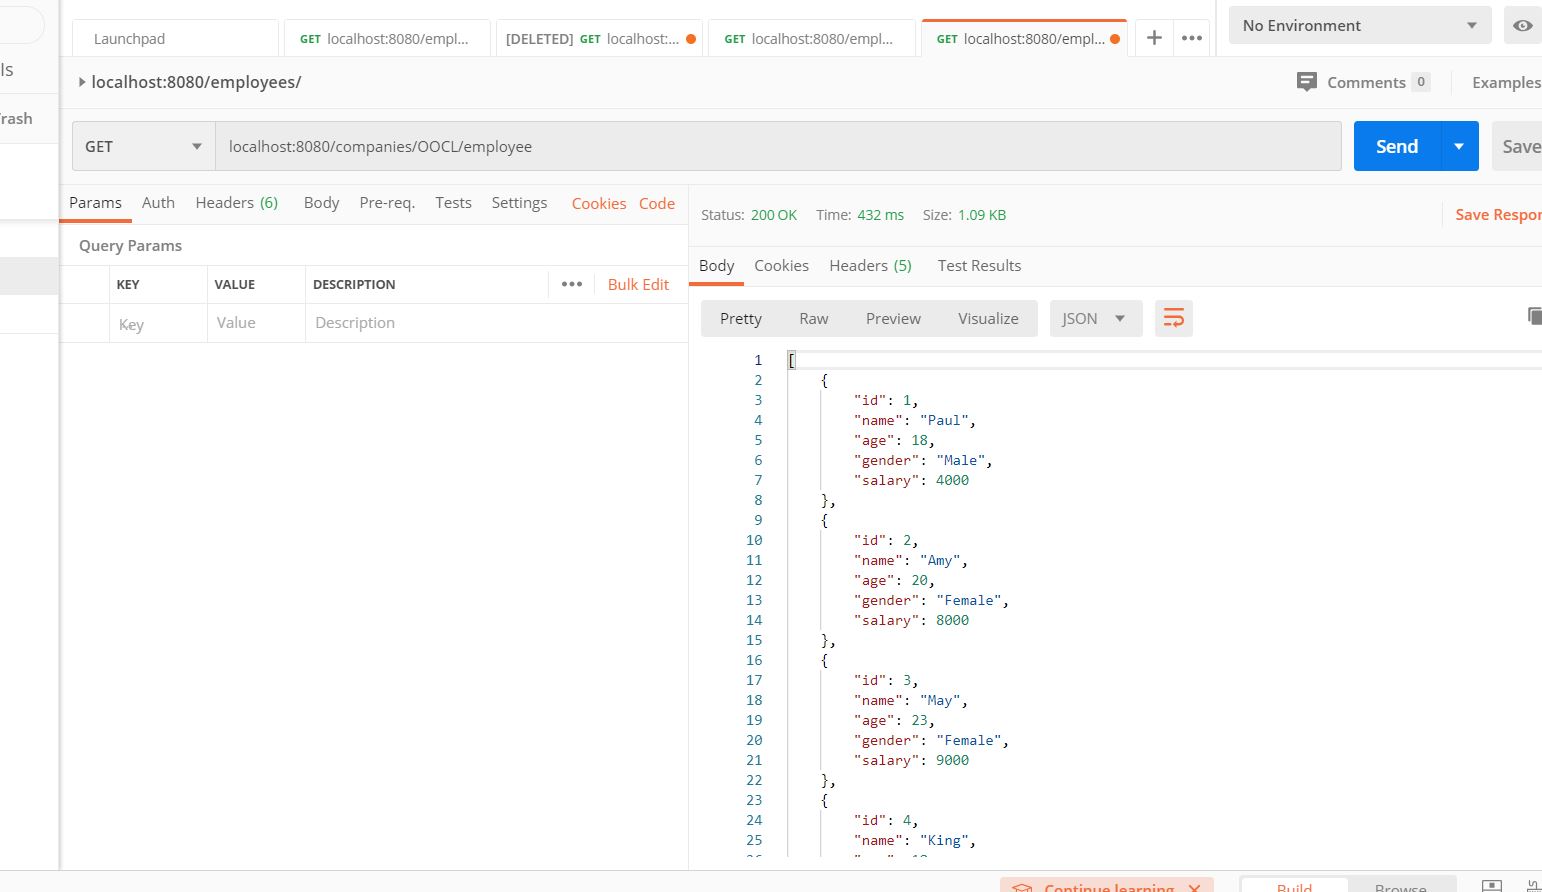 Launchpad
GET localhost:8080/empl...
[DELETED] GET localhost:...
GET localhost:8080/empl...
GET localhost:8080/empl...
No Environment
ls
localhost:8080/employees/
Comments 0
Examples
rash
GET
localhost:8080/companies/OOCL/employee
Send
Save
Params Auth Headers (6) Body Pre-req. Tests Settings Cookies Code
Query Params
KEY VALUE DESCRIPTION Bulk Edit
Key Value Description
Status: 200 OK Time: 432 ms Size: 1.09 KB
Save Respon
Body Cookies Headers (5) Test Results
Pretty Raw Preview Visualize JSON
1 [
2 {
3 "id": 1,
4 "name": "Paul",
5 "age": 18,
6 "gender": "Male",
7 "salary": 4000
8 },
9 {
10 "id": 2,
11 "name": "Amy",
12 "age": 20,
13 "gender": "Female",
14 "salary": 8000
15 },
16 {
17 "id": 3,
18 "name": "May",
19 "age": 23,
20 "gender": "Female",
21 "salary": 9000
22 },
23 {
24 "id": 4,
25 "name": "King",
Continue learning
Build
Browse